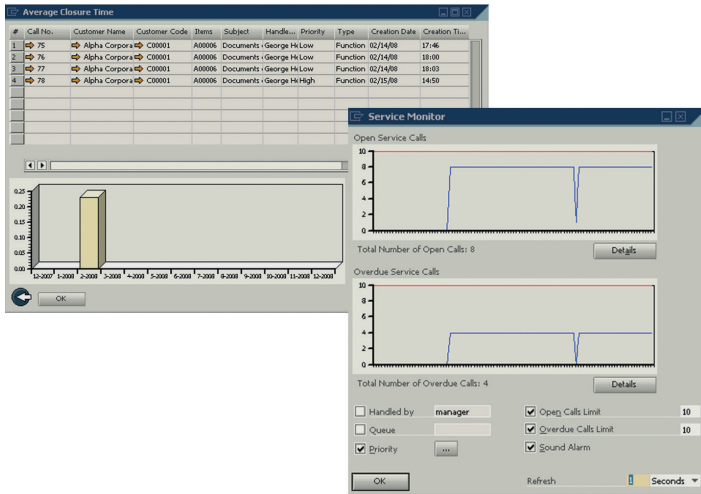 Average Closure Time
# Call No. Customer Name Customer Code Items Subject Handle... Priority Type Creation Date Creation Ti...
1 75 Alpha Corpora C00001 A00006 Documents George He Low Function 02/14/08 17:46
2 76 Alpha Corpora C00001 A00006 Documents George He Low Function 02/14/08 18:00
3 77 Alpha Corpora C00001 A00006 Documents George He Low Function 02/14/08 18:03
4 78 Alpha Corpora C00001 A00006 Documents George He High Function 02/15/08 14:50
0.25
0.20
0.15
0.10
0.05
0.00
12-2007 1-2008 2-2008 3-2008 4-2008 5-2008 6-2008 7-2008 8-2008 9-2008 10-2008 11-2008 12-2008
OK
Service Monitor
Open Service Calls
10
8
6
4
2
0
Total Number of Open Calls: 8
Details
Overdue Service Calls
10
8
6
4
2
0
Total Number of Overdue Calls: 4
Details
Handled by manager
Open Calls Limit 10
Queue
Overdue Calls Limit 10
Priority ...
Sound Alarm
OK
Refresh 1 Seconds